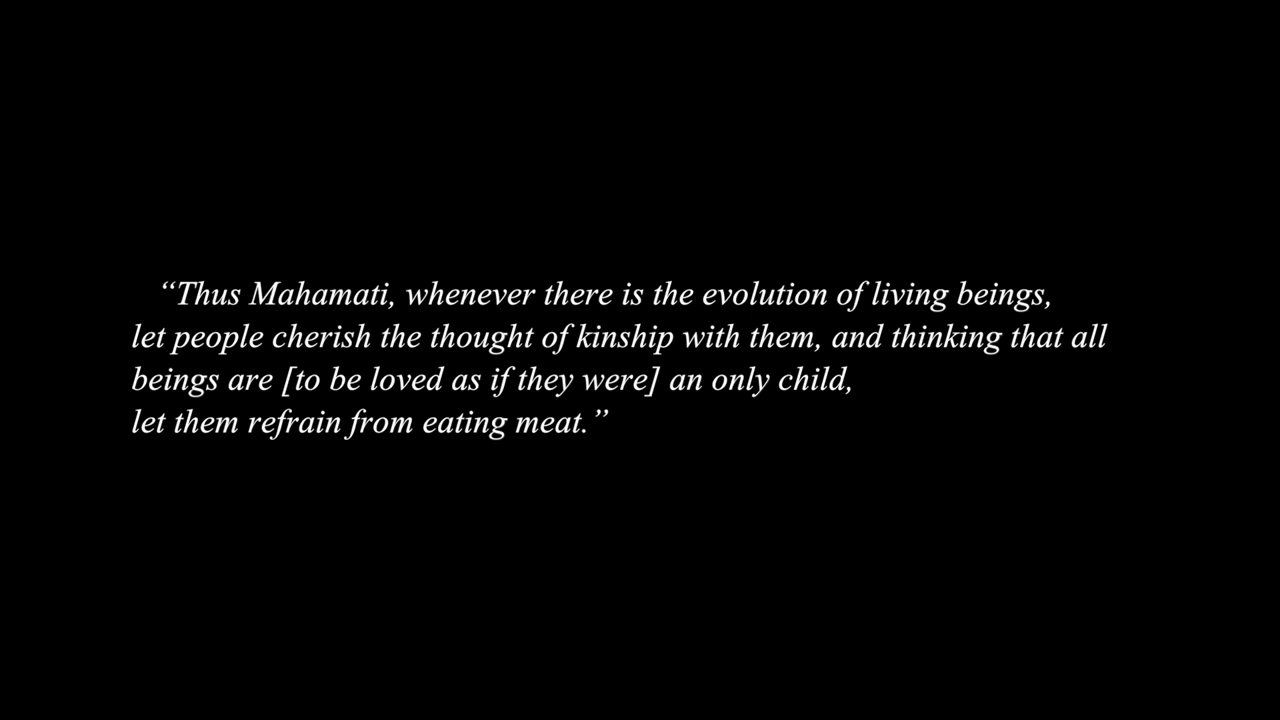 “Thus Mahamati, whenever there is the evolution of living beings,
let people cherish the thought of kinship with them, and thinking that all
beings are [to be loved as if they were] an only child,
let them refrain from eating meat.”